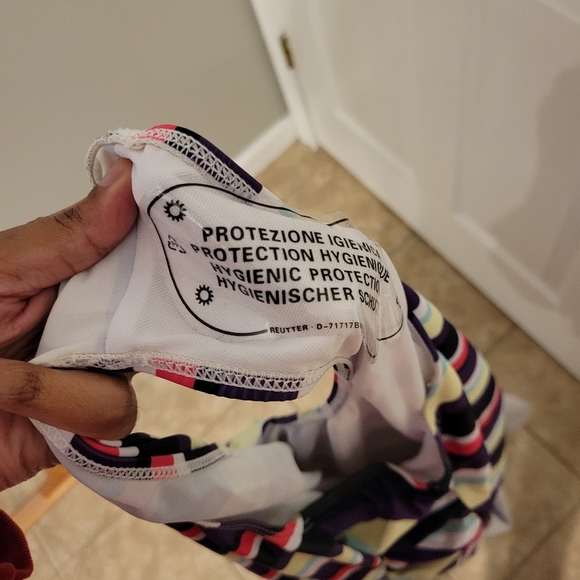 PROTEZIONE IGIENICA
PROTECTION HYGIENIQUE
HYGIENIC PROTECTION
HYGIENISCHER SCHUTZ
REUTTER · D-71717